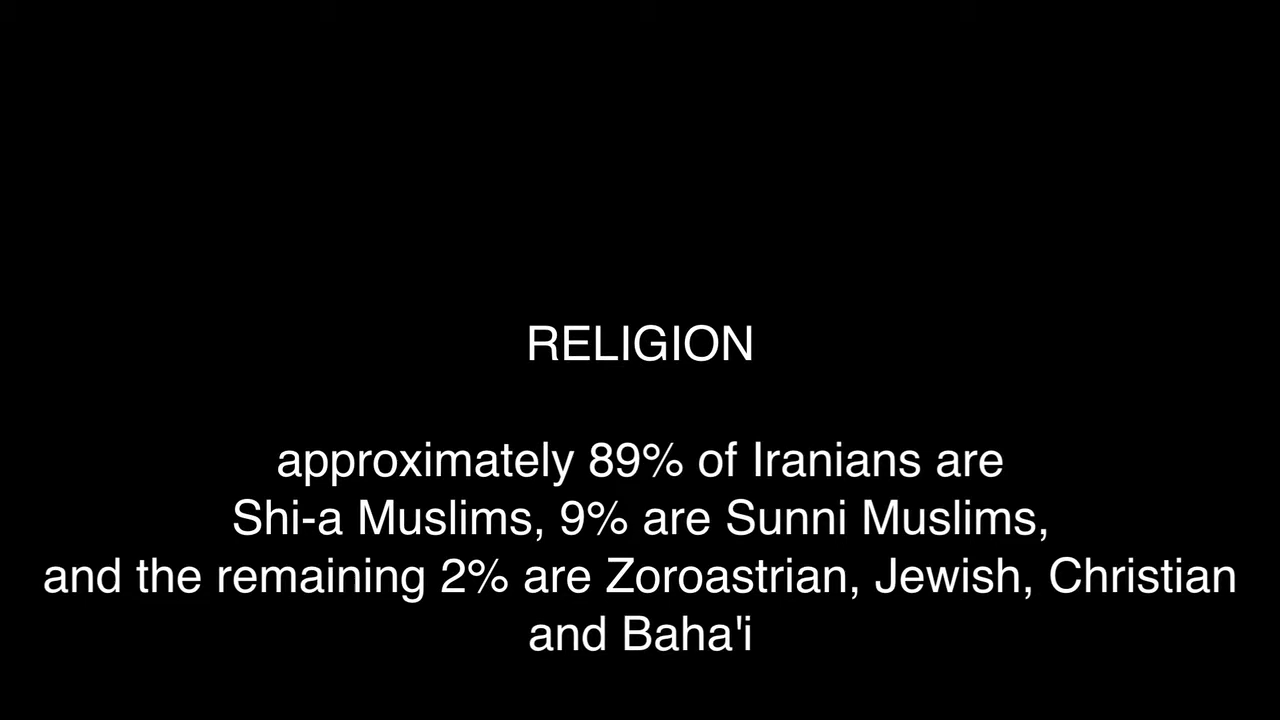 RELIGION
approximately 89% of Iranians are
Shi-a Muslims, 9% are Sunni Muslims,
and the remaining 2% are Zoroastrian, Jewish, Christian
and Baha'i